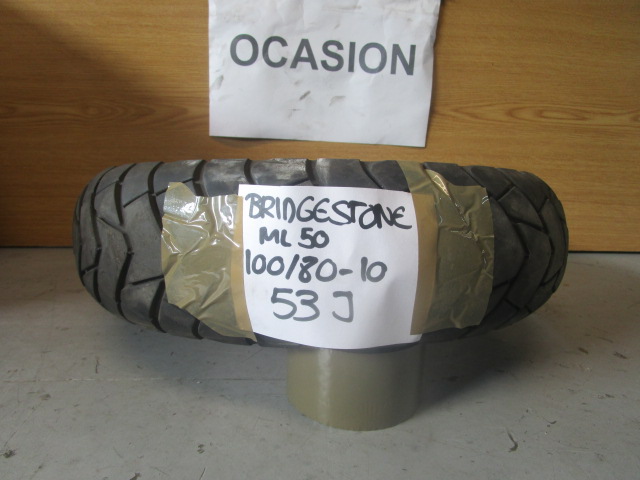 OCASION
BRIDGESTONE
ML 50
100/80-10
53 J